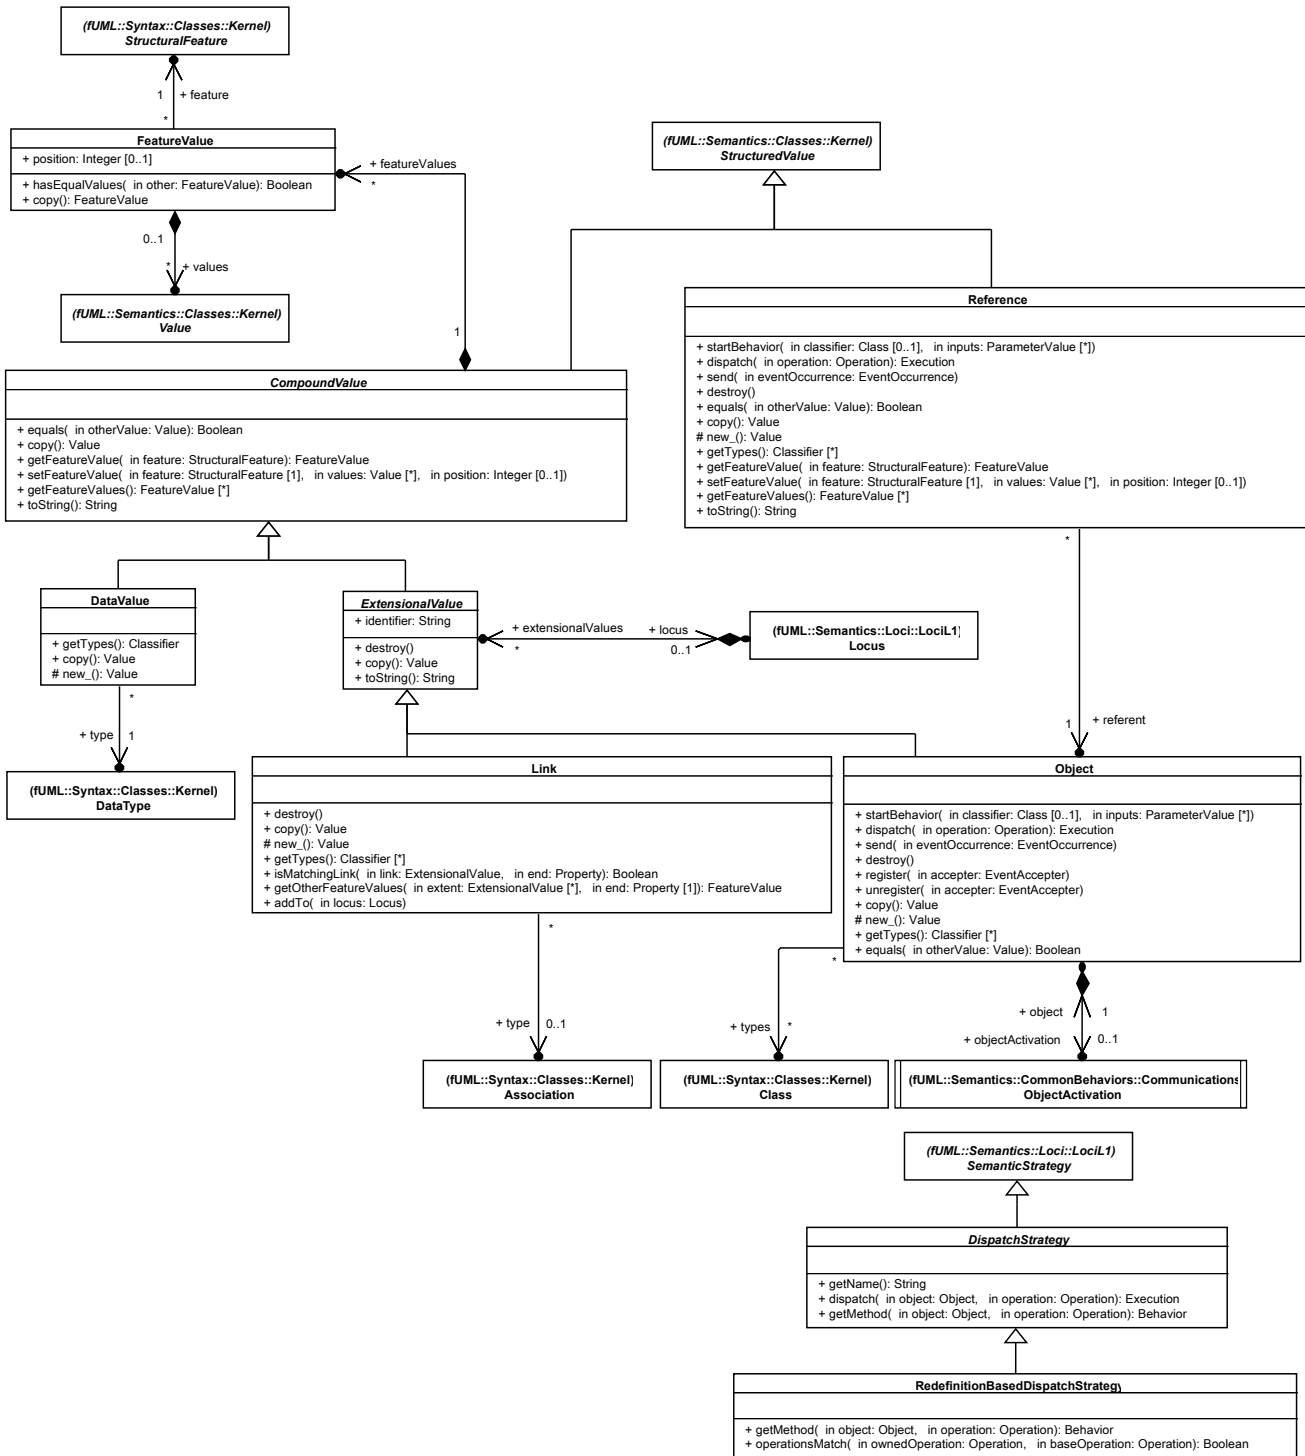 (fUML::Syntax::Classes::Kernel)
StructuralFeature
1
+ feature
*
FeatureValue
+ position: Integer [0..1]
+ hasEqualValues( in other: FeatureValue): Boolean
+ copy(): FeatureValue
+ featureValues
*
0..1
* + values
(fUML::Semantics::Classes::Kernel)
Value
1
(fUML::Semantics::Classes::Kernel)
StructuredValue
CompoundValue
+ equals( in otherValue: Value): Boolean
+ copy(): Value
+ getFeatureValue( in feature: StructuralFeature): FeatureValue
+ setFeatureValue( in feature: StructuralFeature [1], in values: Value [*], in position: Integer [0..1])
+ getFeatureValues(): FeatureValue [*]
+ toString(): String
Reference
+ startBehavior( in classifier: Class [0..1], in inputs: ParameterValue [*])
+ dispatch( in operation: Operation): Execution
+ send( in eventOccurrence: EventOccurrence)
+ destroy()
+ equals( in otherValue: Value): Boolean
+ copy(): Value
# new_(): Value
+ getTypes(): Classifier [*]
+ getFeatureValue( in feature: StructuralFeature): FeatureValue
+ setFeatureValue( in feature: StructuralFeature [1], in values: Value [*], in position: Integer [0..1])
+ getFeatureValues(): FeatureValue [*]
+ toString(): String
*
DataValue
+ getTypes(): Classifier
+ copy(): Value
# new_(): Value
*
+ type 1
(fUML::Syntax::Classes::Kernel)
DataType
ExtensionalValue
+ identifier: String
+ destroy()
+ copy(): Value
+ toString(): String
+ extensionalValues
*
+ locus
0..1
(fUML::Semantics::Loci::LociL1)
Locus
1
+ referent
Link
+ destroy()
+ copy(): Value
# new_(): Value
+ getTypes(): Classifier [*]
+ isMatchingLink( in link: ExtensionalValue, in end: Property): Boolean
+ getOtherFeatureValues( in extent: ExtensionalValue [*], in end: Property [1]): FeatureValue
+ addTo( in locus: Locus)
Object
+ startBehavior( in classifier: Class [0..1], in inputs: ParameterValue [*])
+ dispatch( in operation: Operation): Execution
+ send( in eventOccurrence: EventOccurrence)
+ destroy()
+ register( in accepter: EventAccepter)
+ unregister( in accepter: EventAccepter)
+ copy(): Value
# new_(): Value
+ getTypes(): Classifier [*]
+ equals( in otherValue: Value): Boolean
*
*
+ type 0..1
+ types *
+ object 1
+ objectActivation 0..1
(fUML::Syntax::Classes::Kernel)
Association
(fUML::Syntax::Classes::Kernel)
Class
(fUML::Semantics::CommonBehaviors::Communications
ObjectActivation
(fUML::Semantics::Loci::LociL1)
SemanticStrategy
DispatchStrategy
+ getName(): String
+ dispatch( in object: Object, in operation: Operation): Execution
+ getMethod( in object: Object, in operation: Operation): Behavior
RedefinitionBasedDispatchStrategy
+ getMethod( in object: Object, in operation: Operation): Behavior
+ operationsMatch( in ownedOperation: Operation, in baseOperation: Operation): Boolean